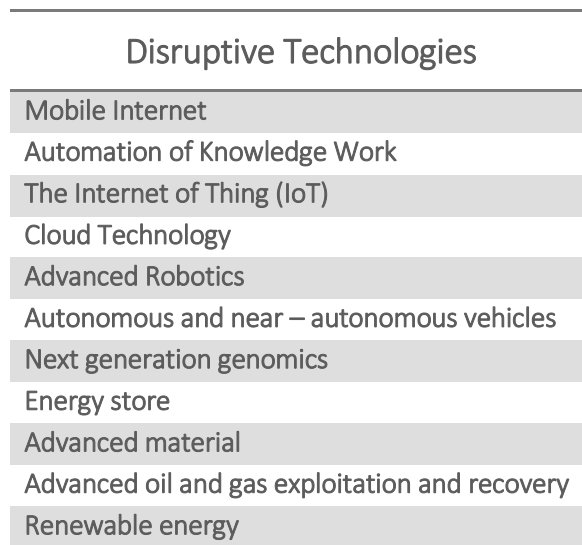 Disruptive Technologies
Mobile Internet
Automation of Knowledge Work
The Internet of Thing (IoT)
Cloud Technology
Advanced Robotics
Autonomous and near – autonomous vehicles
Next generation genomics
Energy store
Advanced material
Advanced oil and gas exploitation and recovery
Renewable energy